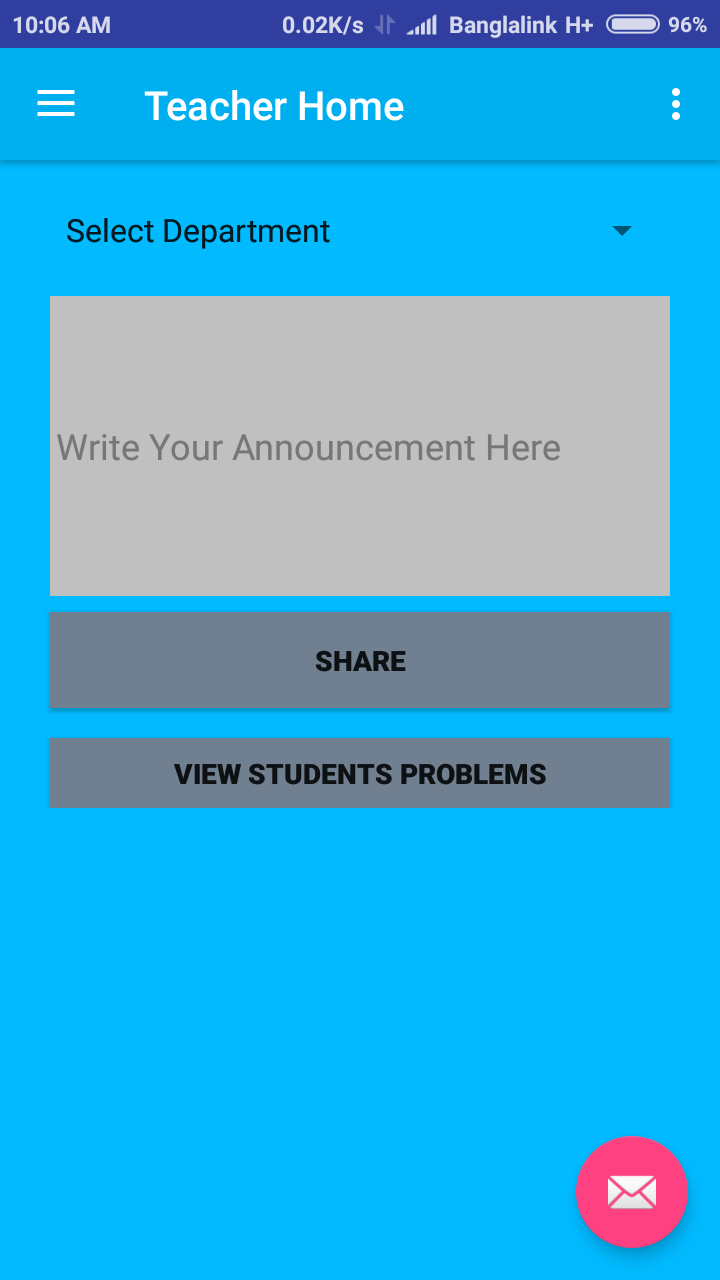 10:06 AM 0.02K/s Banglalink H+ 96%
Teacher Home
Select Department
Write Your Announcement Here
SHARE
VIEW STUDENTS PROBLEMS